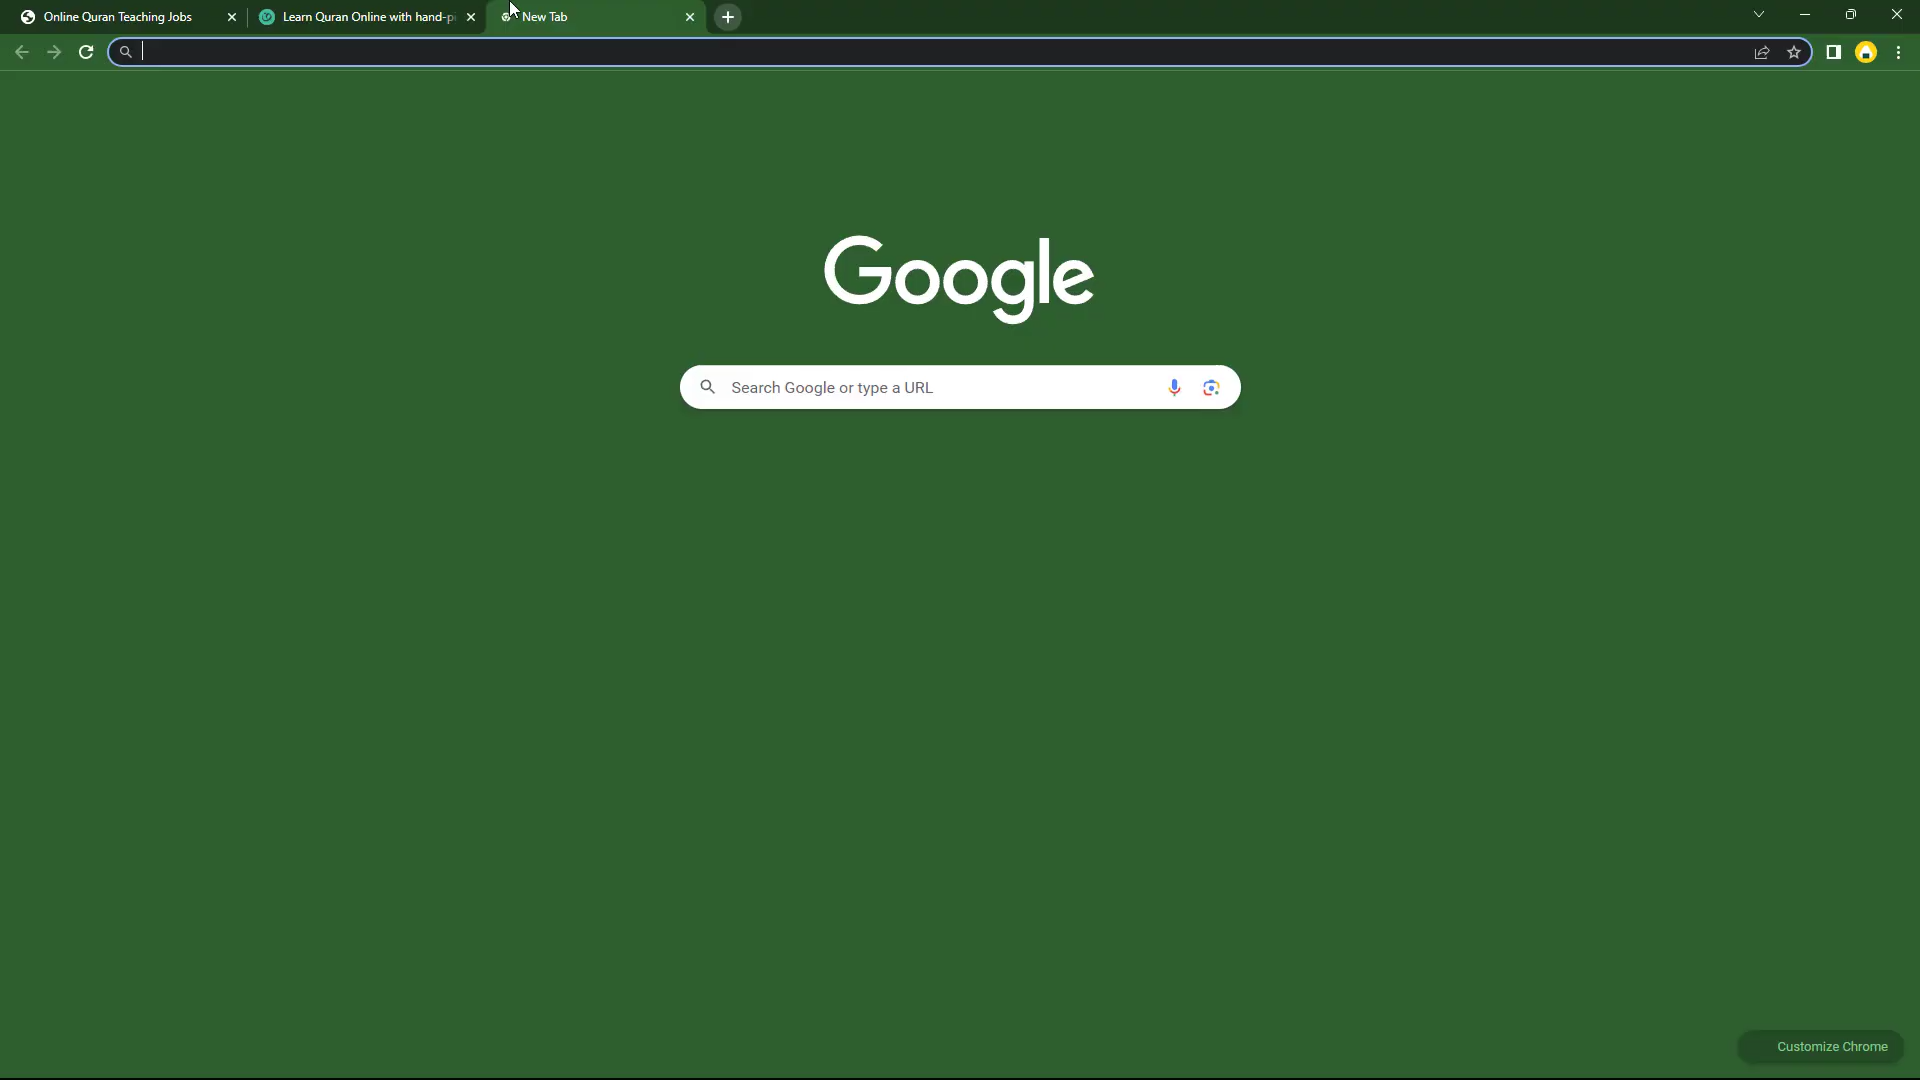 Online Quran Teaching Jobs
Learn Quran Online with hand-p
New Tab
Google
Search Google or type a URL
Customize Chrome